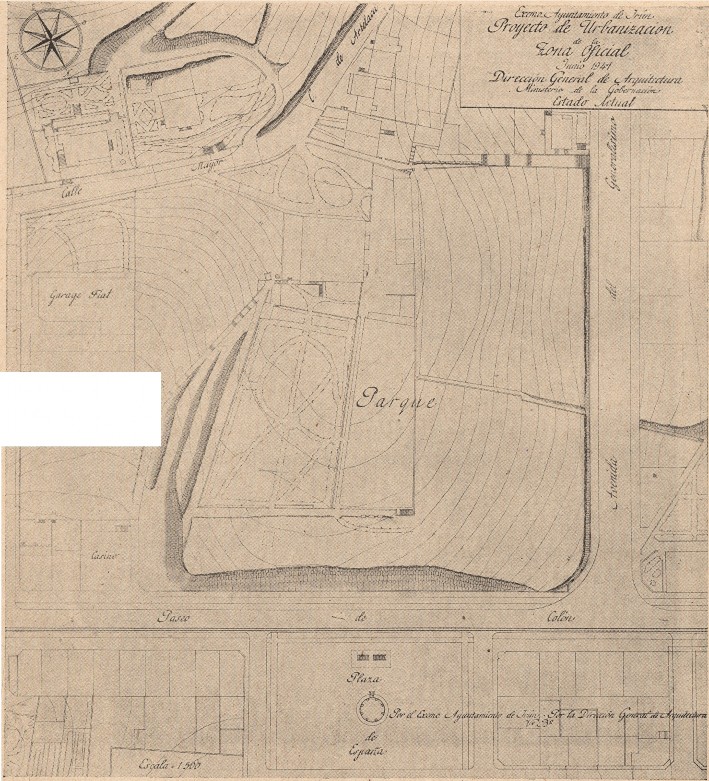 Excmo. Ayuntamiento de Irún
Proyecto de Urbanización
de la
Zona Oficial
Junio 1941
Dirección General de Arquitectura
Ministerio de la Gobernación
Estado Actual
C. de Artaleku
Calle Mayor
Avenida del Generalísimo
Garage Fiat
Parque
Casino
Paseo de Colón
Plaza
de
España
Por el Excmo Ayuntamiento de Irún - Por la Dirección General de Arquitectura
Escala - 1:500